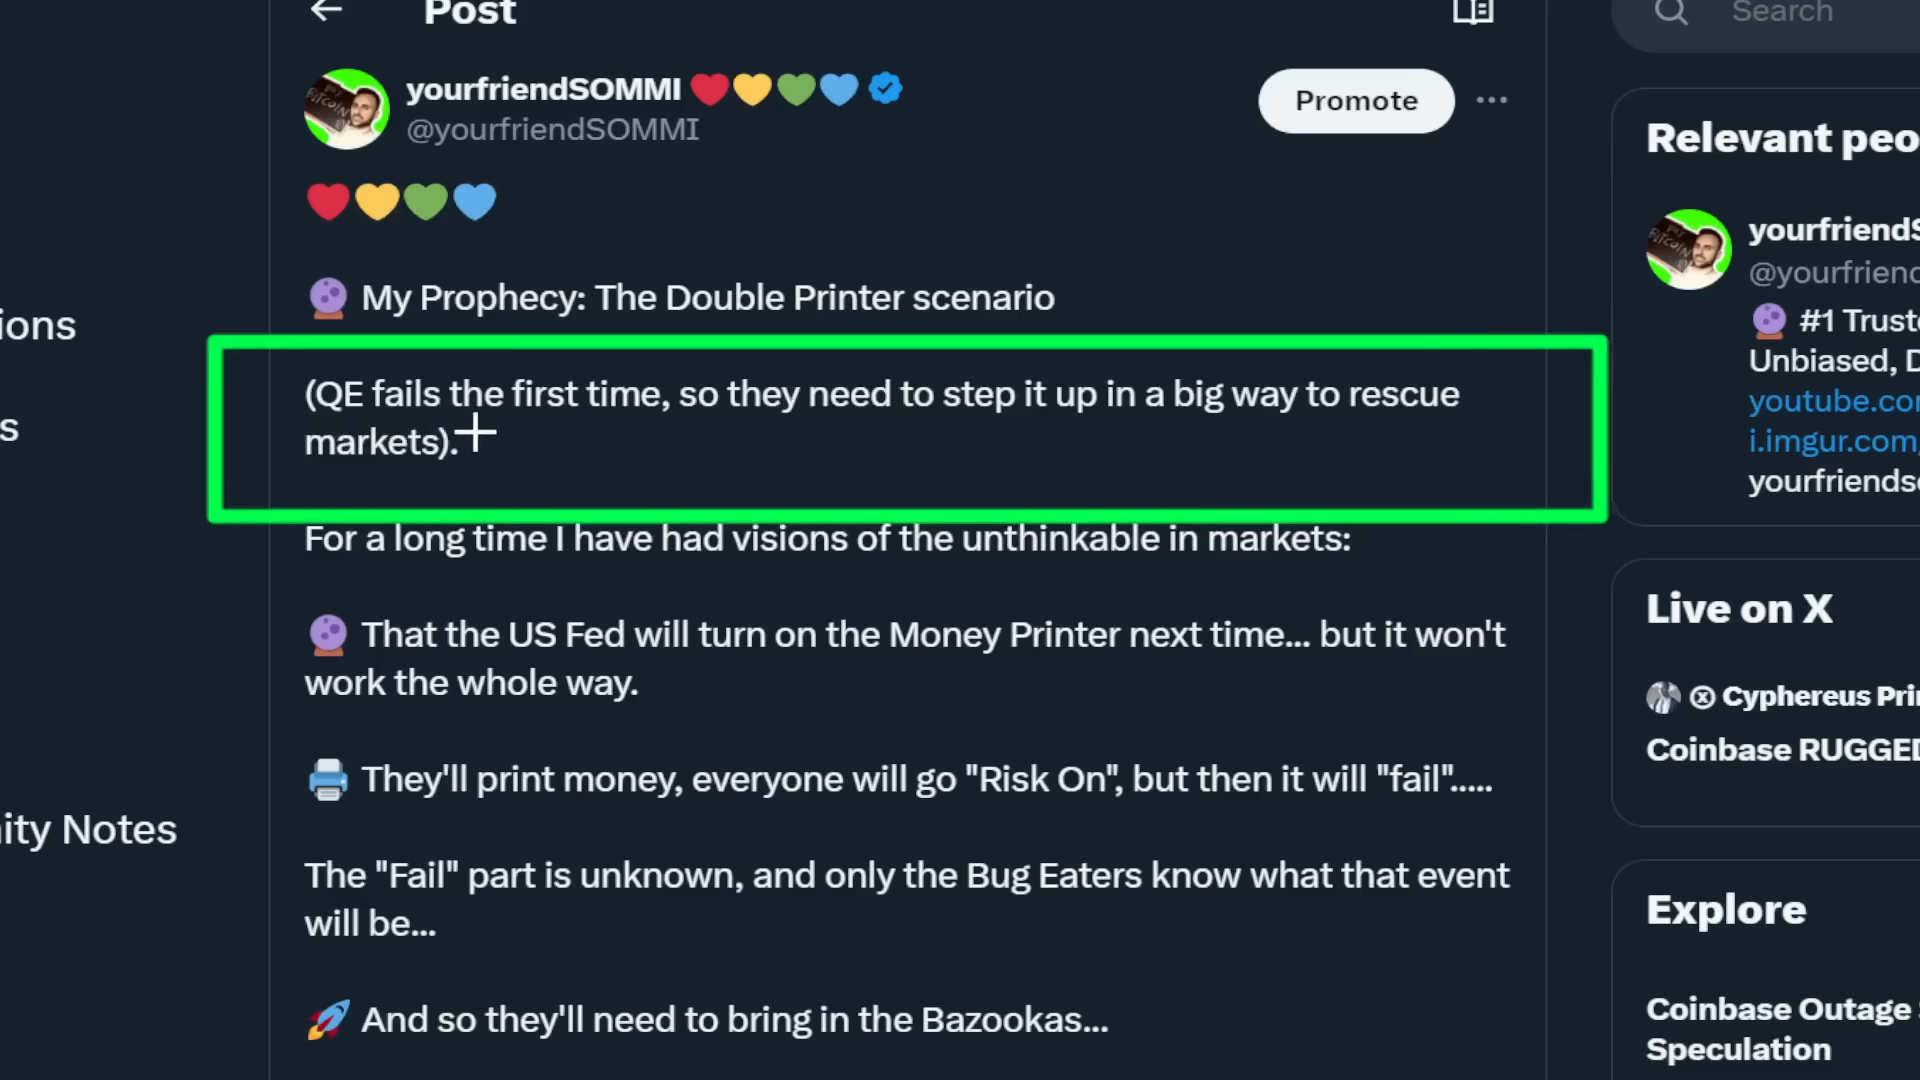 Post
Search
yourfriendSOMMI
@yourfriendSOMMI
Promote
My Prophecy: The Double Printer scenario
(QE fails the first time, so they need to step it up in a big way to rescue
markets).
For a long time I have had visions of the unthinkable in markets:
That the US Fed will turn on the Money Printer next time... but it won't
work the whole way.
They'll print money, everyone will go "Risk On", but then it will "fail".....
The "Fail" part is unknown, and only the Bug Eaters know what that event
will be...
And so they'll need to bring in the Bazookas...
ions
s
ity Notes
Relevant peo
yourfriendS
@yourfriend
#1 Truste
Unbiased, D
youtube.co
i.imgur.com/
yourfriends
Live on X
Cyphereus Pri
Coinbase RUGGED
Explore
Coinbase Outage
Speculation
BITCOIN